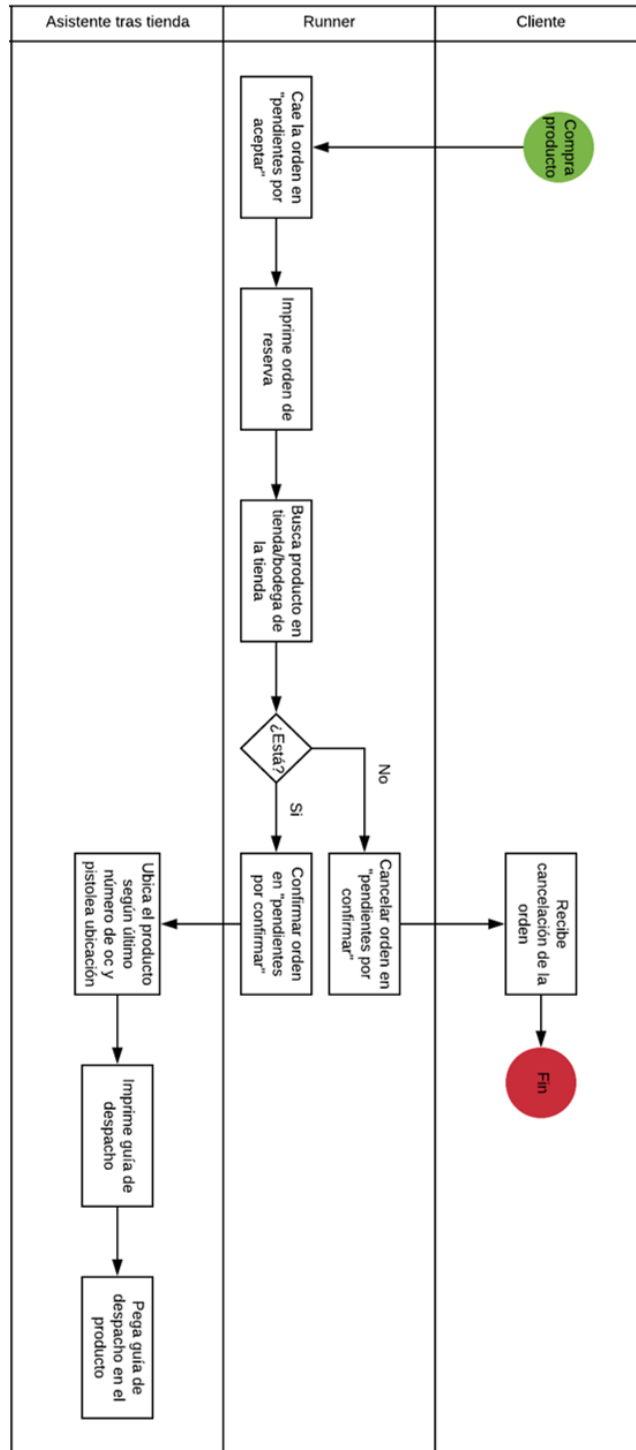 Asistente tras tienda
Runner
Cliente
Compra
producto
Cae la orden en
"pendientes por
aceptar"
Imprime orden de
reserva
Busca producto en
tienda/bodega de
la tienda
¿Está?
No
Si
Cancelar orden en
"pendientes por
confirmar"
Confirmar orden
en "pendientes
por confirmar"
Recibe
cancelación de la
orden
Fin
Ubica el producto
según último
número de oc y
pistolea ubicación
Imprime guía de
despacho
Pega guía de
despacho en el
producto